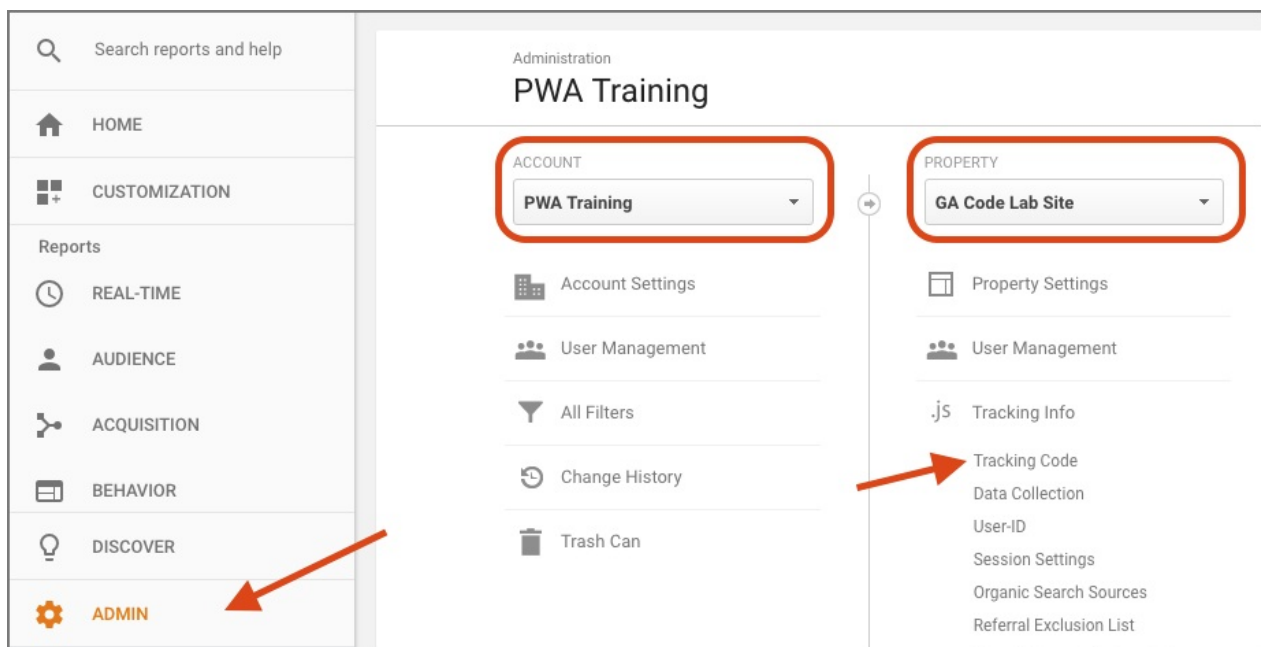 Search reports and help
HOME
CUSTOMIZATION
Reports
REAL-TIME
AUDIENCE
ACQUISITION
BEHAVIOR
DISCOVER
ADMIN
Administration
PWA Training
ACCOUNT
PWA Training
Account Settings
User Management
All Filters
Change History
Trash Can
PROPERTY
GA Code Lab Site
Property Settings
User Management
.js Tracking Info
Tracking Code
Data Collection
User-ID
Session Settings
Organic Search Sources
Referral Exclusion List